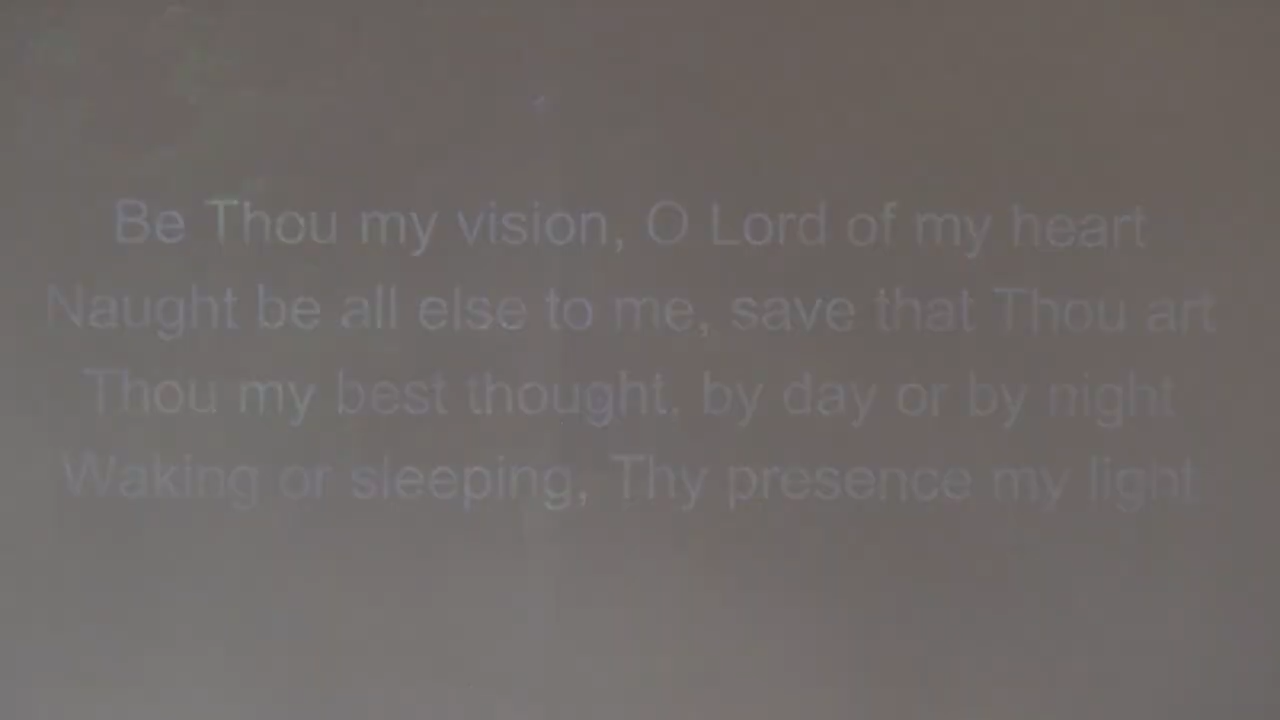 Be Thou my vision, O Lord of my heart
Naught be all else to me, save that Thou art
Thou my best thought. by day or by night
Waking or sleeping, Thy presence my light